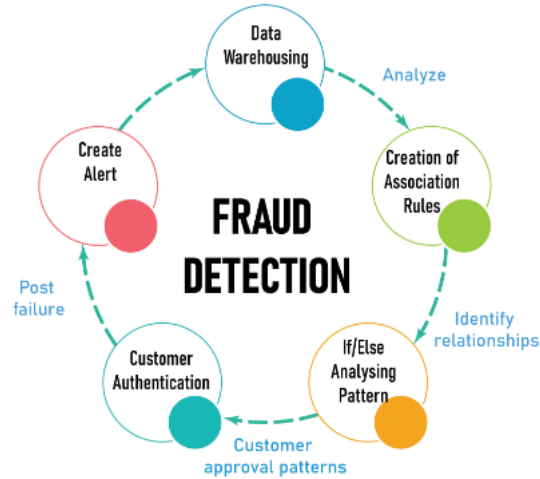 Data
Warehousing
Analyze
Creation of
Association
Rules
Identify
relationships
If/Else
Analysing
Pattern
Customer
approval patterns
Customer
Authentication
Post
failure
Create
Alert
FRAUD
DETECTION